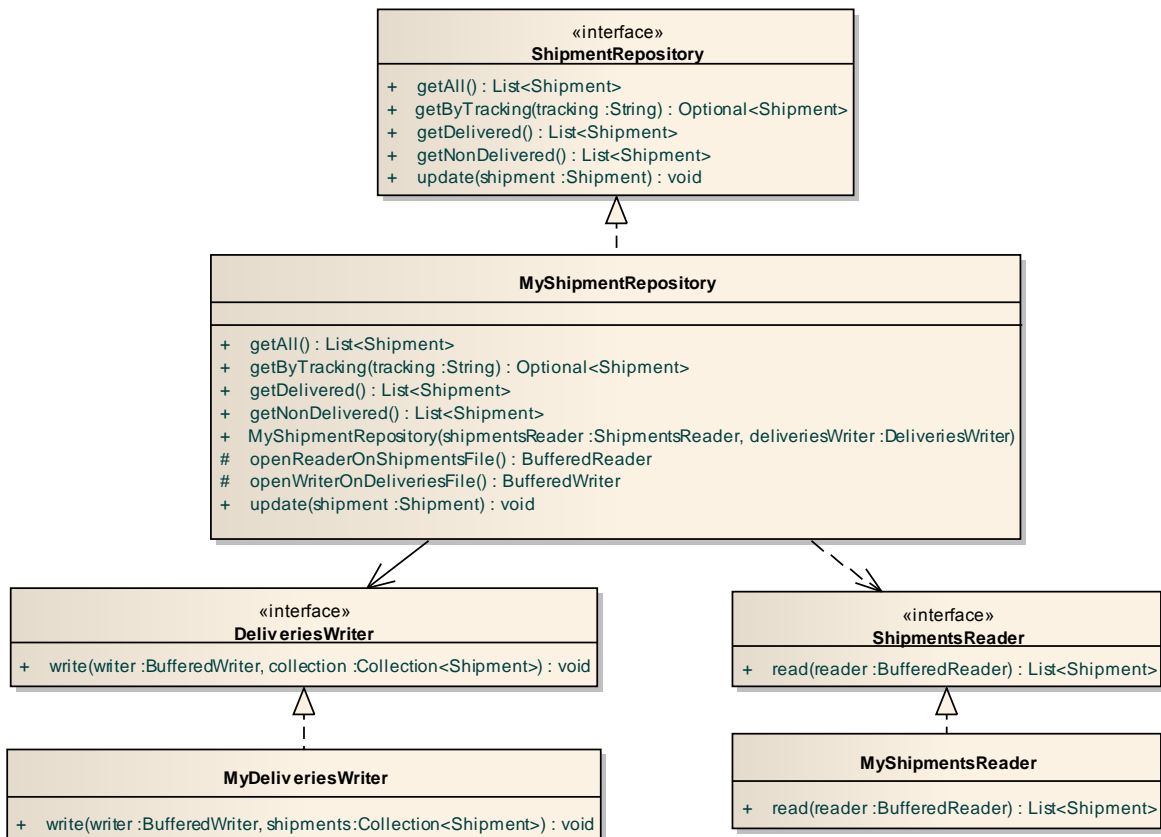 «interface»
ShipmentRepository
+ getAll() : List<Shipment>
+ getByTracking(tracking :String) : Optional<Shipment>
+ getDelivered() : List<Shipment>
+ getNonDelivered() : List<Shipment>
+ update(shipment :Shipment) : void
MyShipmentRepository
+ getAll() : List<Shipment>
+ getByTracking(tracking :String) : Optional<Shipment>
+ getDelivered() : List<Shipment>
+ getNonDelivered() : List<Shipment>
+ MyShipmentRepository(shipmentsReader :ShipmentsReader, deliveriesWriter :DeliveriesWriter)
# openReaderOnShipmentsFile() : BufferedReader
# openWriterOnDeliveriesFile() : BufferedWriter
+ update(shipment :Shipment) : void
«interface»
DeliveriesWriter
+ write(writer :BufferedWriter, collection :Collection<Shipment>) : void
«interface»
ShipmentsReader
+ read(reader :BufferedReader) : List<Shipment>
MyDeliveriesWriter
+ write(writer :BufferedWriter, shipments:Collection<Shipment>) : void
MyShipmentsReader
+ read(reader :BufferedReader) : List<Shipment>